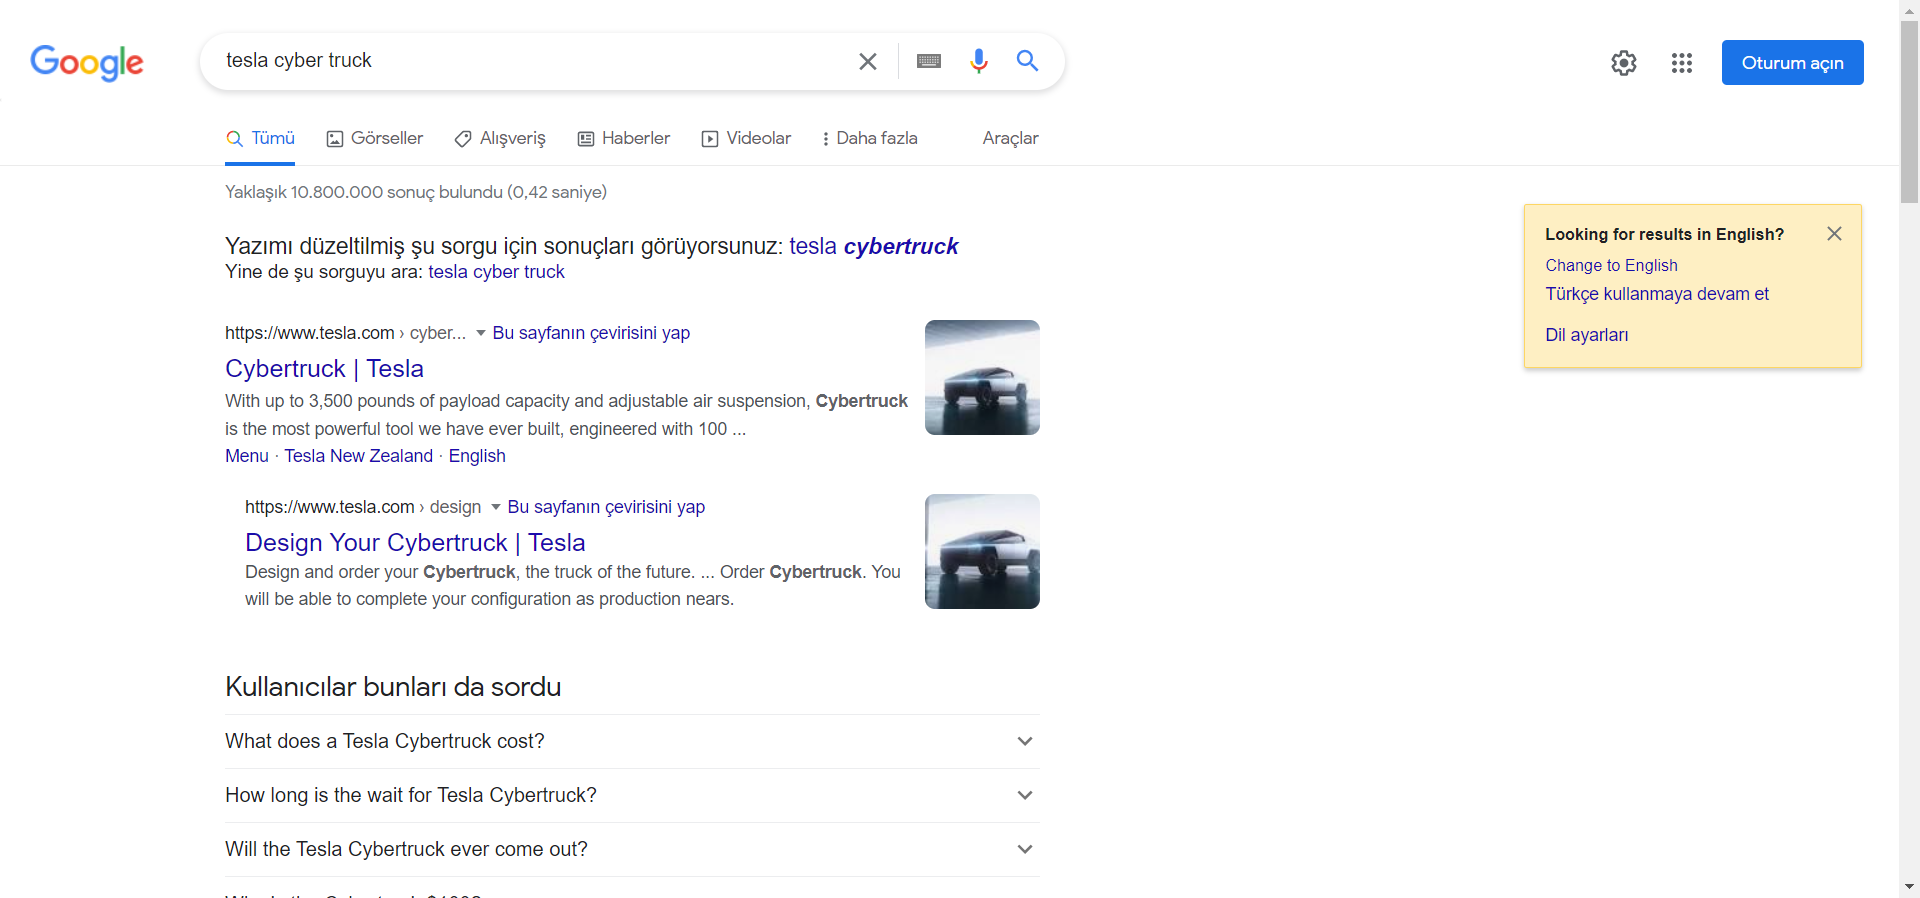 Google
tesla cyber truck
Oturum açın
Tümü
Görseller
Alışveriş
Haberler
Videolar
Daha fazla
Araçlar
Yaklaşık 10.800.000 sonuç bulundu (0,42 saniye)
Yazımı düzeltilmiş şu sorgu için sonuçları görüyorsunuz: tesla cybertruck
Yine de şu sorguyu ara: tesla cyber truck
https://www.tesla.com › cyber... Bu sayfanın çevirisini yap
Cybertruck | Tesla
With up to 3,500 pounds of payload capacity and adjustable air suspension, Cybertruck
is the most powerful tool we have ever built, engineered with 100 ...
Menu · Tesla New Zealand · English
https://www.tesla.com › design Bu sayfanın çevirisini yap
Design Your Cybertruck | Tesla
Design and order your Cybertruck, the truck of the future. ... Order Cybertruck. You
will be able to complete your configuration as production nears.
Kullanıcılar bunları da sordu
What does a Tesla Cybertruck cost?
How long is the wait for Tesla Cybertruck?
Will the Tesla Cybertruck ever come out?
Looking for results in English?
Change to English
Türkçe kullanmaya devam et
Dil ayarları